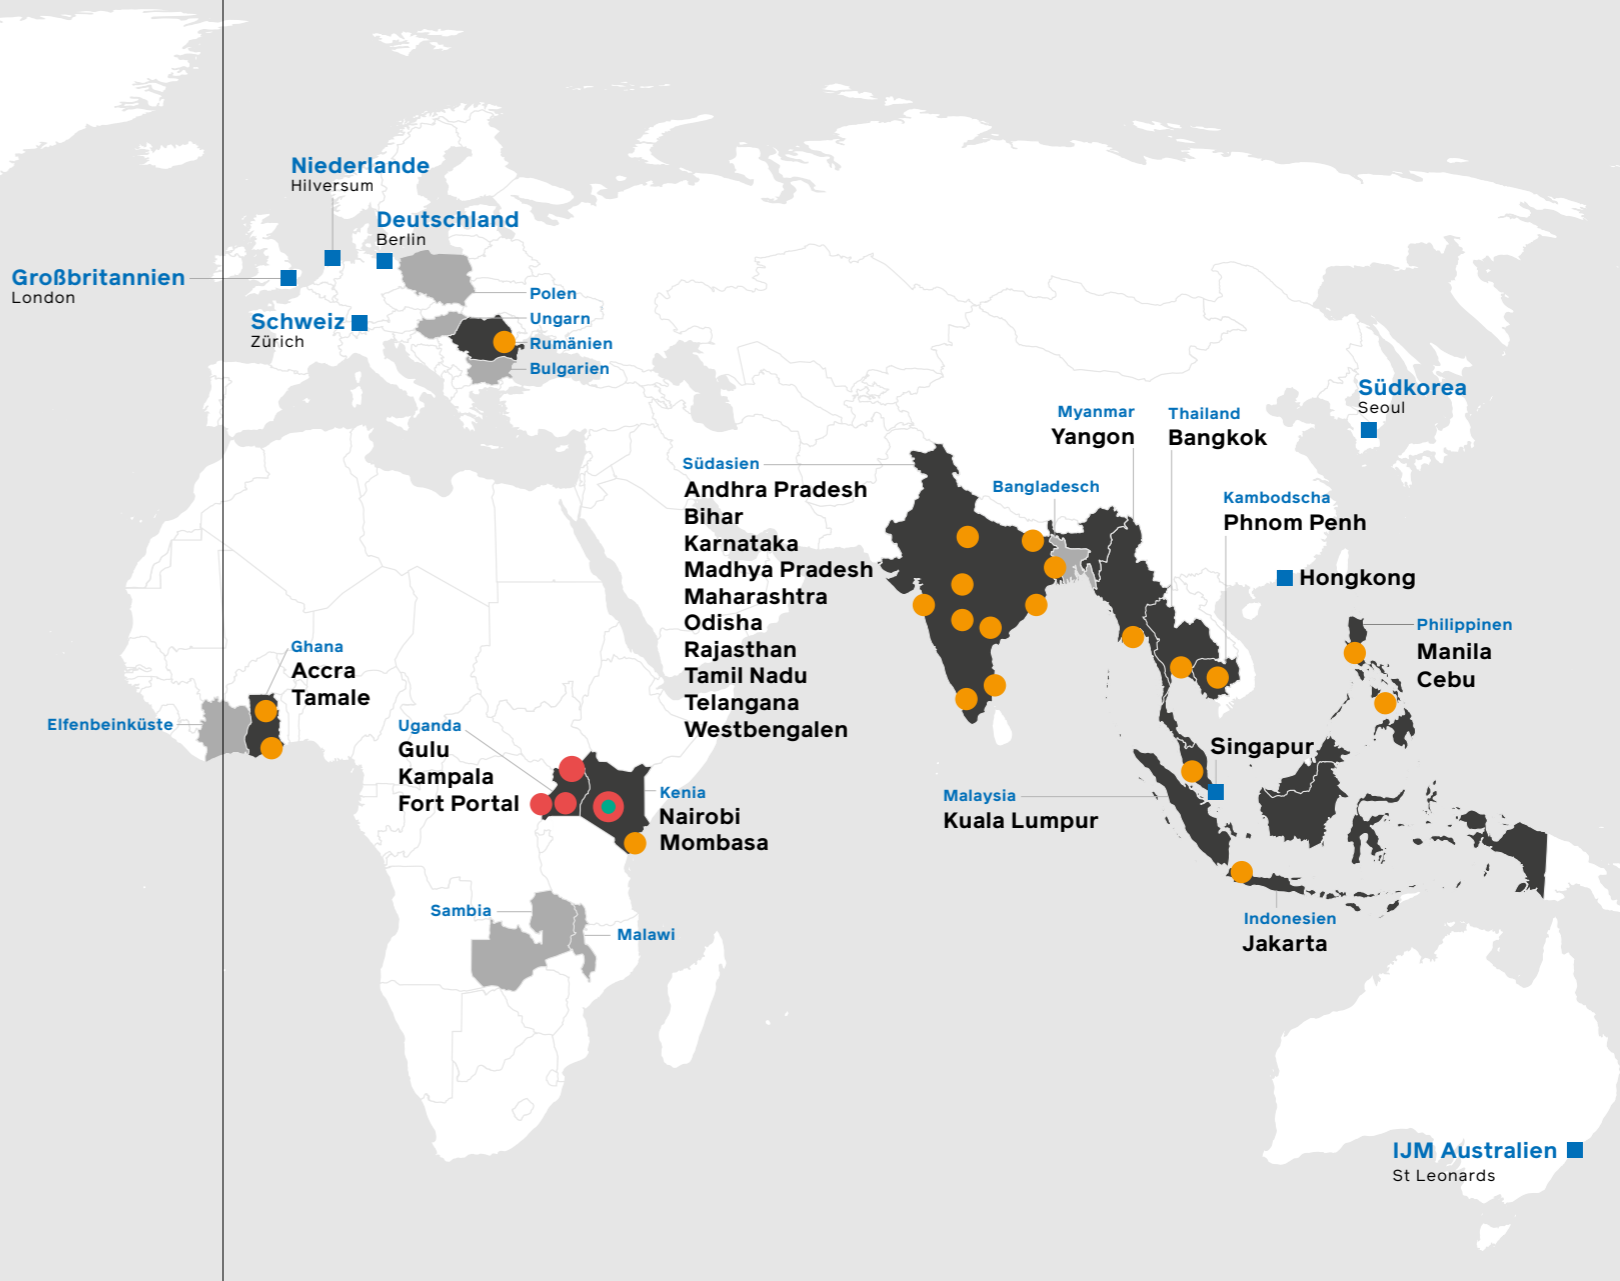 Niederlande
Hilversum
Deutschland
Berlin
Großbritannien
London
Schweiz
Zürich
Polen
Ungarn
Rumänien
Bulgarien
Südkorea
Seoul
Myanmar
Yangon
Thailand
Bangkok
Südasien
Andhra Pradesh
Bihar
Karnataka
Madhya Pradesh
Maharashtra
Odisha
Rajasthan
Tamil Nadu
Telangana
Westbengalen
Bangladesch
Kambodscha
Phnom Penh
Hongkong
Philippinen
Manila
Cebu
Ghana
Accra
Tamale
Elfenbeinküste
Uganda
Gulu
Kampala
Fort Portal
Kenia
Nairobi
Mombasa
Singapur
Malaysia
Kuala Lumpur
Sambia
Malawi
Indonesien
Jakarta
IJM Australien
St Leonards